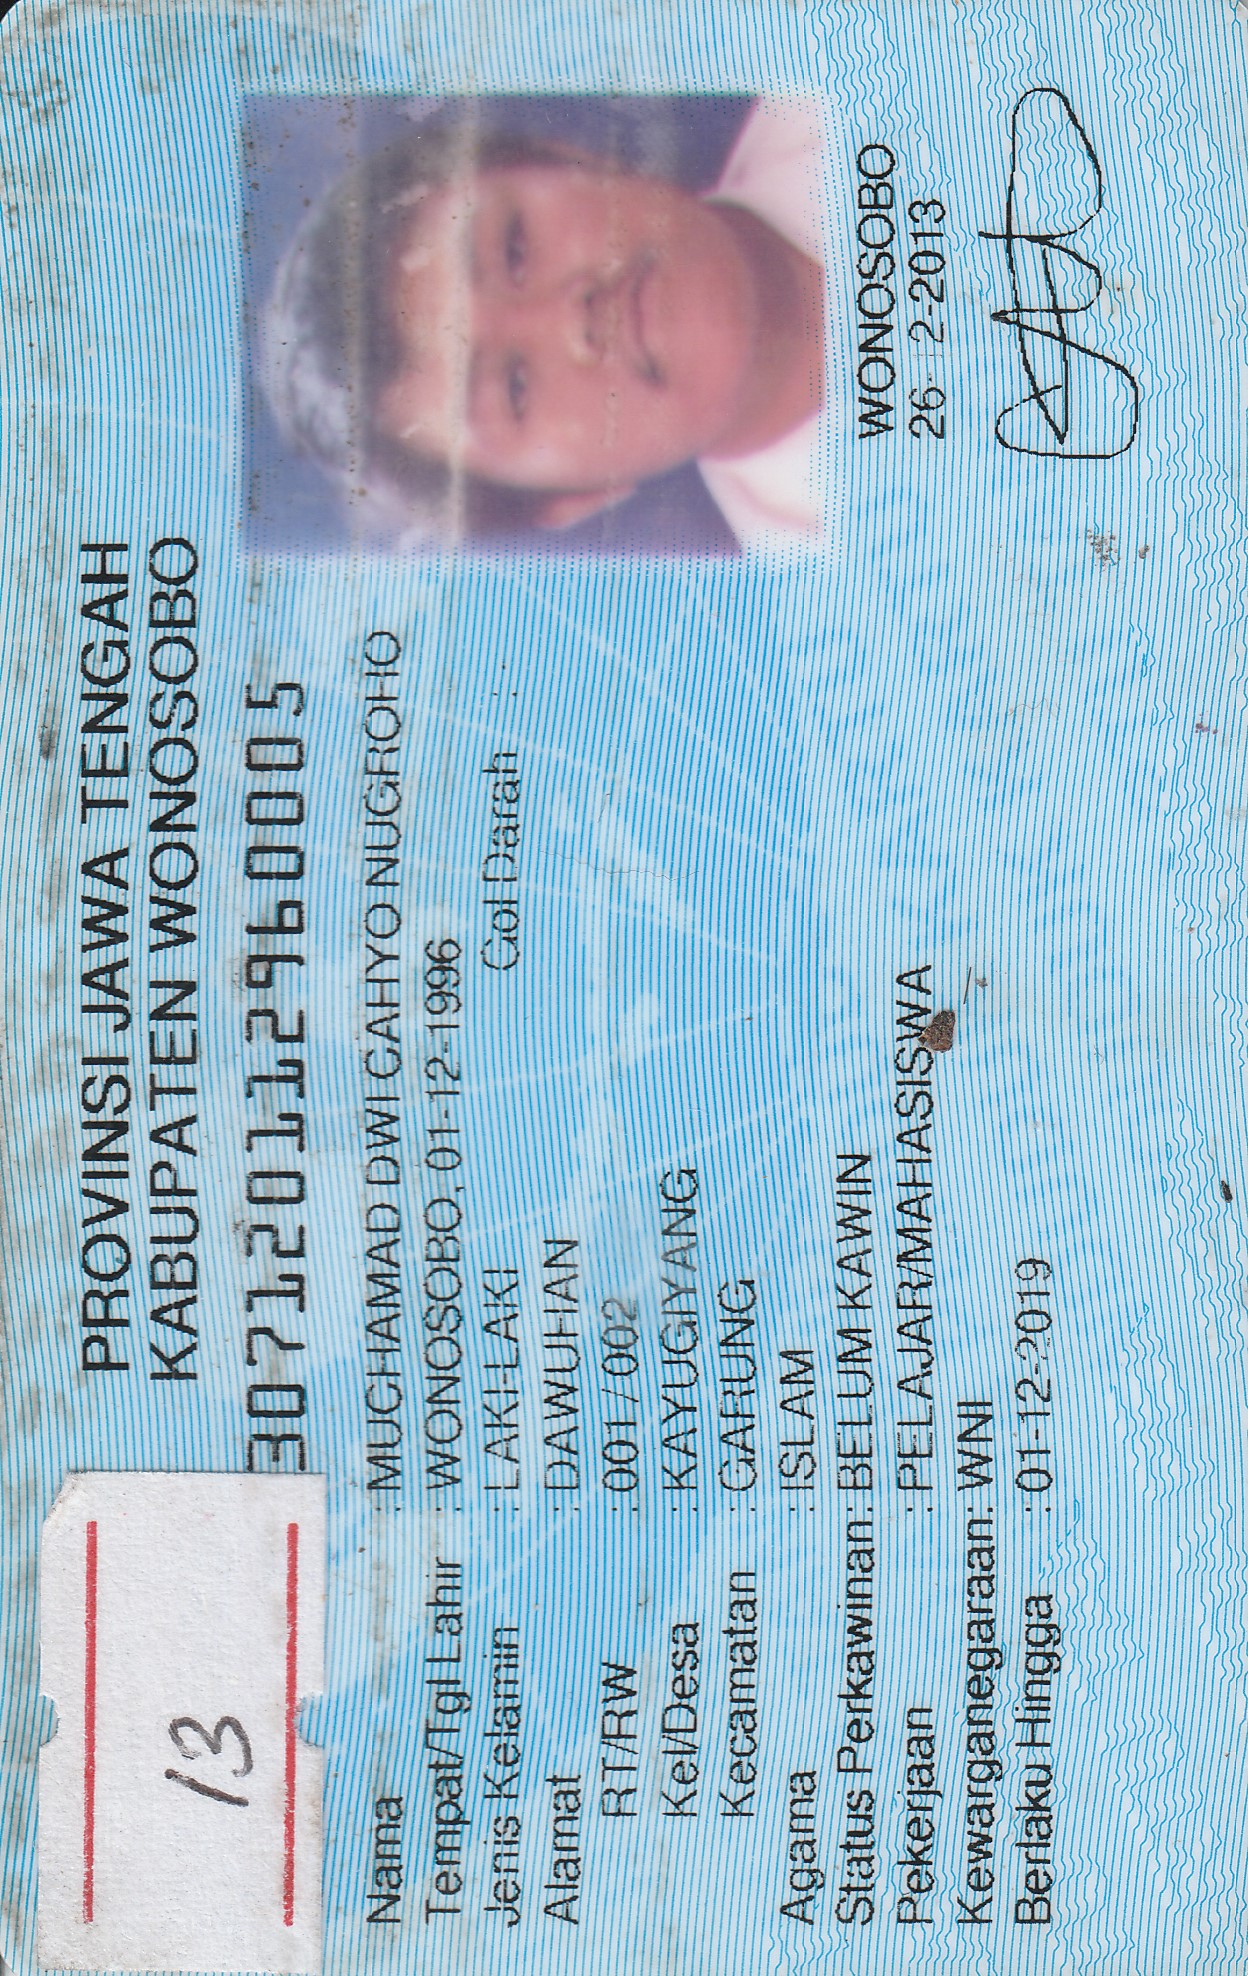 PROVINSI JAWA TENGAH
KABUPATEN WONOSOBO
13
307120112960005
Nama : MUCHAMAD DWI CAHYO NUGROHO
Tempat/Tgl Lahir : WONOSOBO, 01-12-1996
Jenis Kelamin : LAKI-LAKI Gol Darah :
Alamat : DAWUHAN
RT/RW : 001/002
Kel/Desa : KAYUGIYANG
Kecamatan : GARUNG
Agama : ISLAM
Status Perkawinan: BELUM KAWIN
Pekerjaan : PELAJAR/MAHASISWA
Kewarganegaraan: WNI
Berlaku Hingga : 01-12-2019
WONOSOBO
26-12-2013